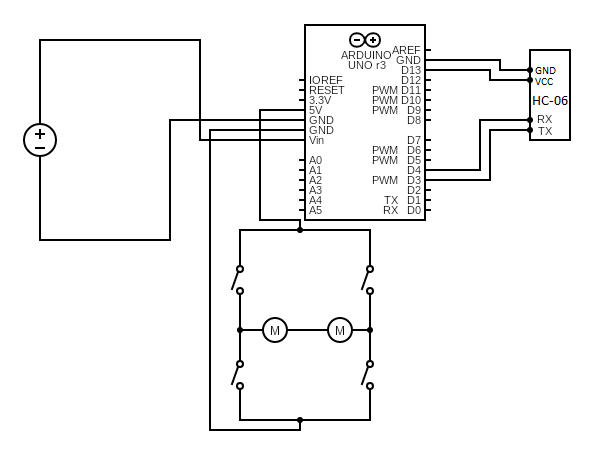 ARDUINO
UNO r3
AREF
GND
D13
IOREF D12
RESET PWM D11
3.3V PWM D10
5V PWM D9
GND D8
GND
Vin D7
PWM D6
A0 PWM D5
A1 D4
A2 PWM D3
A3 D2
A4 TX D1
A5 RX D0
GND
VCC
HC-06
RX
TX
M M